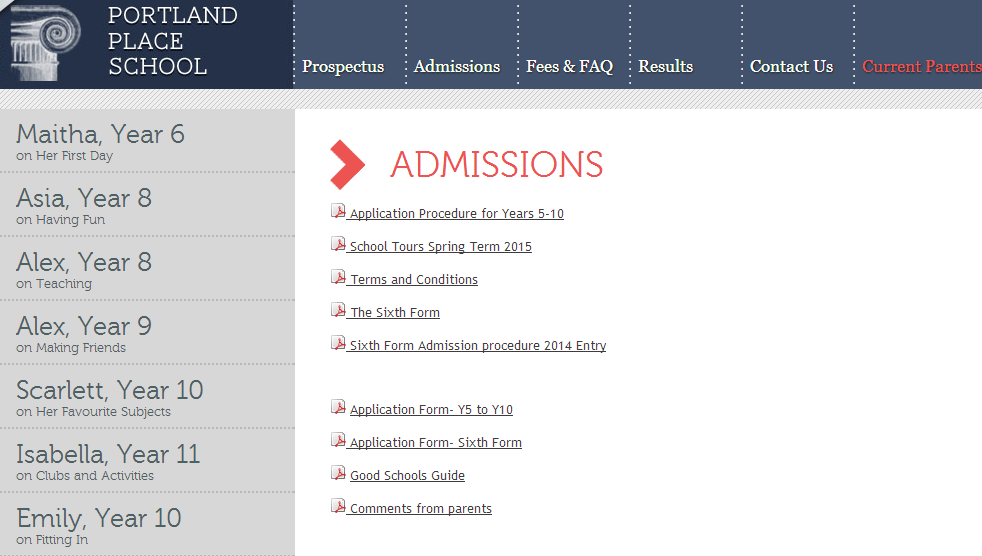 PORTLAND
PLACE
SCHOOL
Prospectus
Admissions
Fees & FAQ
Results
Contact Us
Current Parents
Maitha, Year 6
on Her First Day
Asia, Year 8
on Having Fun
Alex, Year 8
on Teaching
Alex, Year 9
on Making Friends
Scarlett, Year 10
on Her Favourite Subjects
Isabella, Year 11
on Clubs and Activities
Emily, Year 10
on Fitting In
ADMISSIONS
Application Procedure for Years 5-10
School Tours Spring Term 2015
Terms and Conditions
The Sixth Form
Sixth Form Admission procedure 2014 Entry
Application Form- Y5 to Y10
Application Form- Sixth Form
Good Schools Guide
Comments from parents